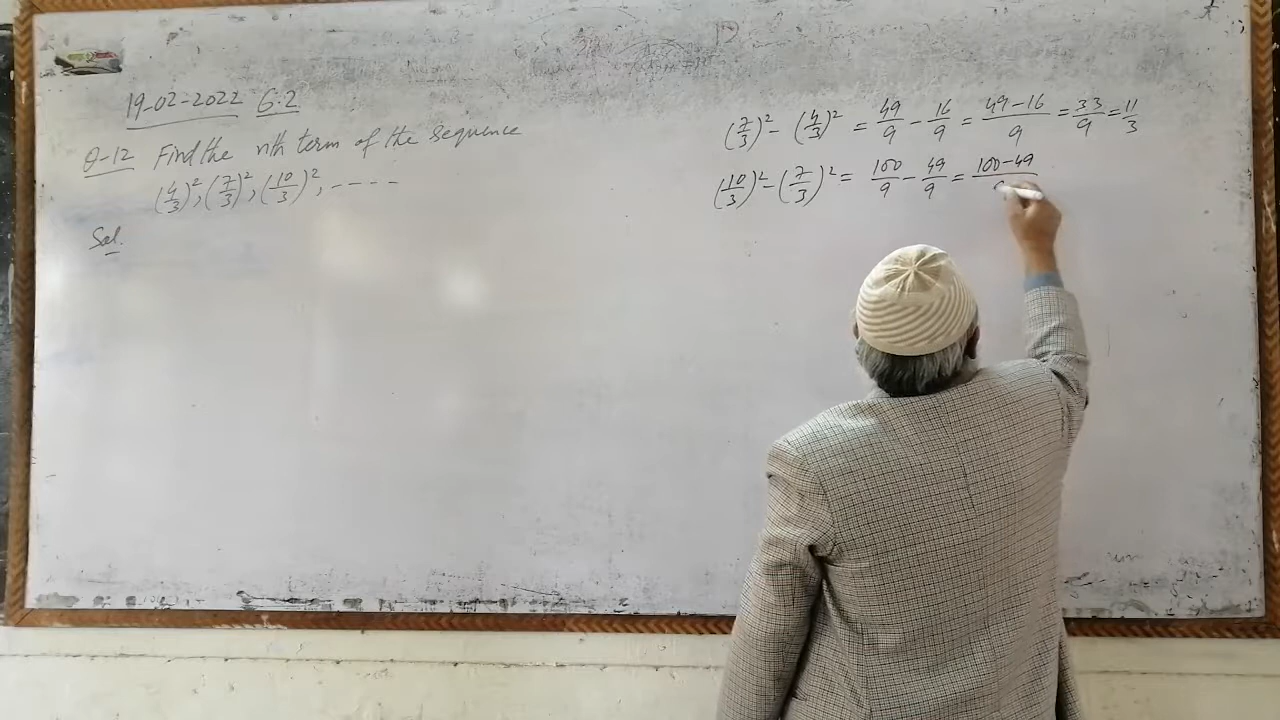 19-02-2022 6.2
Q-12 Find the nth term of the sequence
(4/3)², (7/3)², (10/3)², ----
Sol.
(7/3)² - (4/3)² = 49/9 - 16/9 = 49-16/9 = 33/9 = 11/3
(10/3)² - (7/3)² = 100/9 - 49/9 = 100-49/9